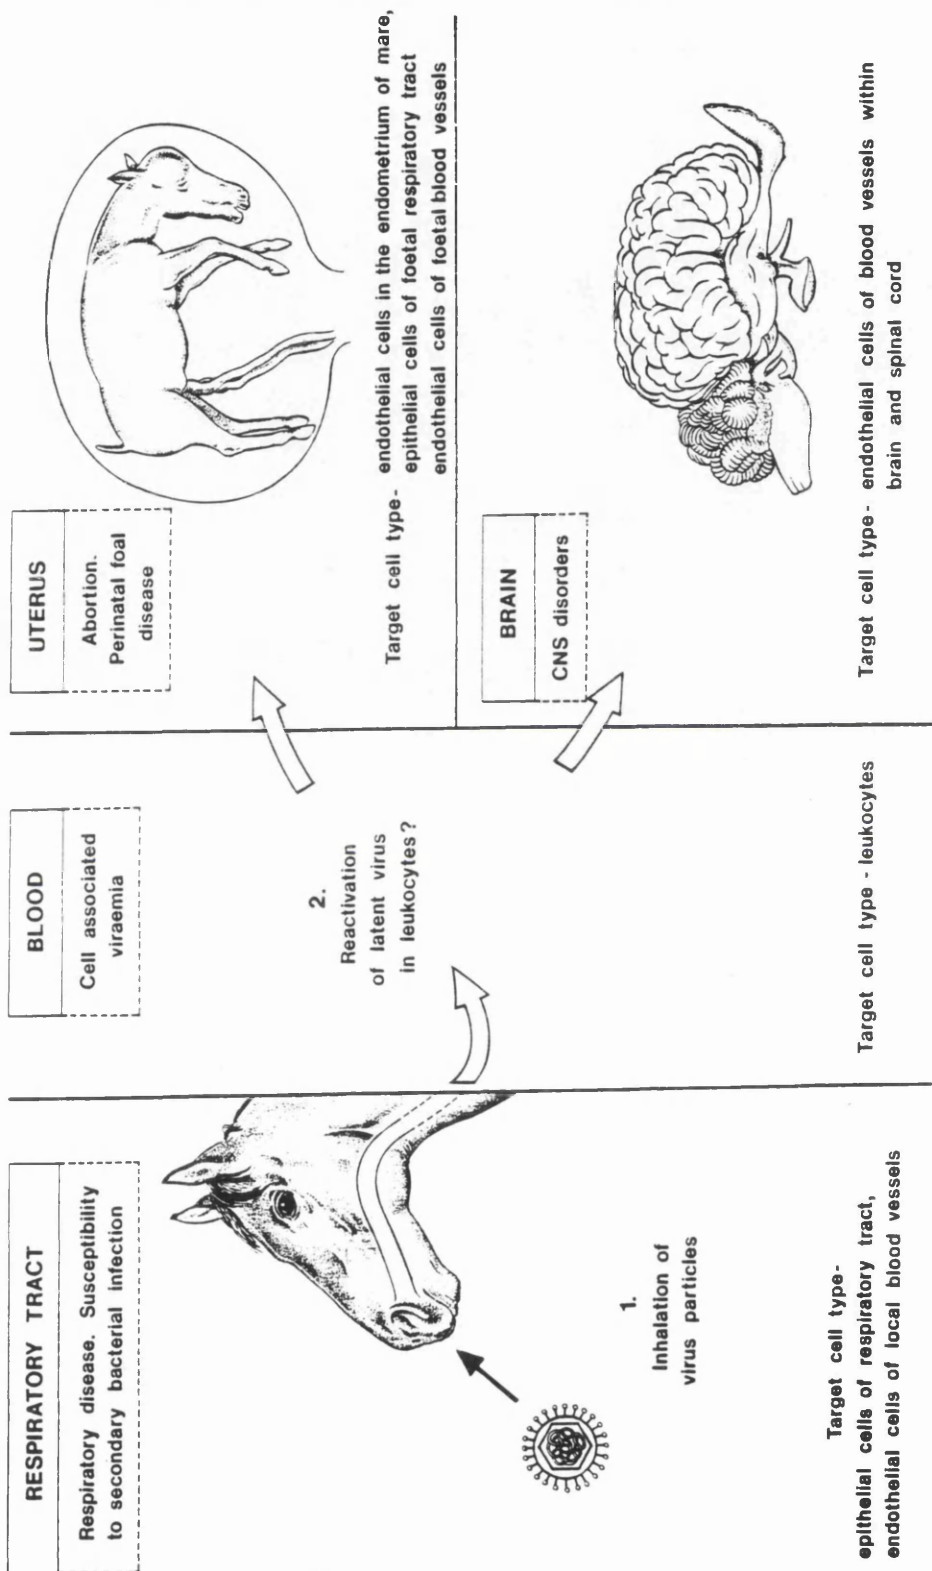 RESPIRATORY TRACT
Respiratory disease. Susceptibility
to secondary bacterial infection
1.
Inhalation of
virus particles
Target cell type-
epithelial cells of respiratory tract,
endothelial cells of local blood vessels
BLOOD
Cell associated
viraemia
2.
Reactivation
of latent virus
in leukocytes?
Target cell type - leukocytes
UTERUS
Abortion.
Perinatal foal
disease
Target cell type- endothelial cells in the endometrium of mare,
epithelial cells of foetal respiratory tract
endothelial cells of foetal blood vessels
BRAIN
CNS disorders
Target cell type- endothelial cells of blood vessels within
brain and spinal cord